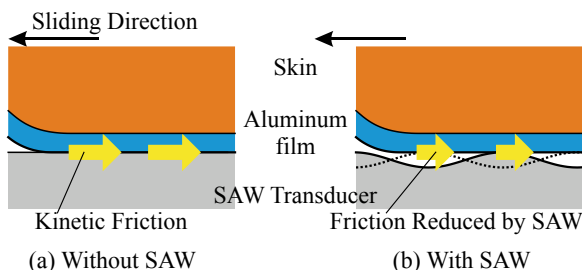 Sliding Direction
Skin
Aluminum
film
SAW Transducer
Kinetic Friction
Friction Reduced by SAW
(a) Without SAW
(b) With SAW